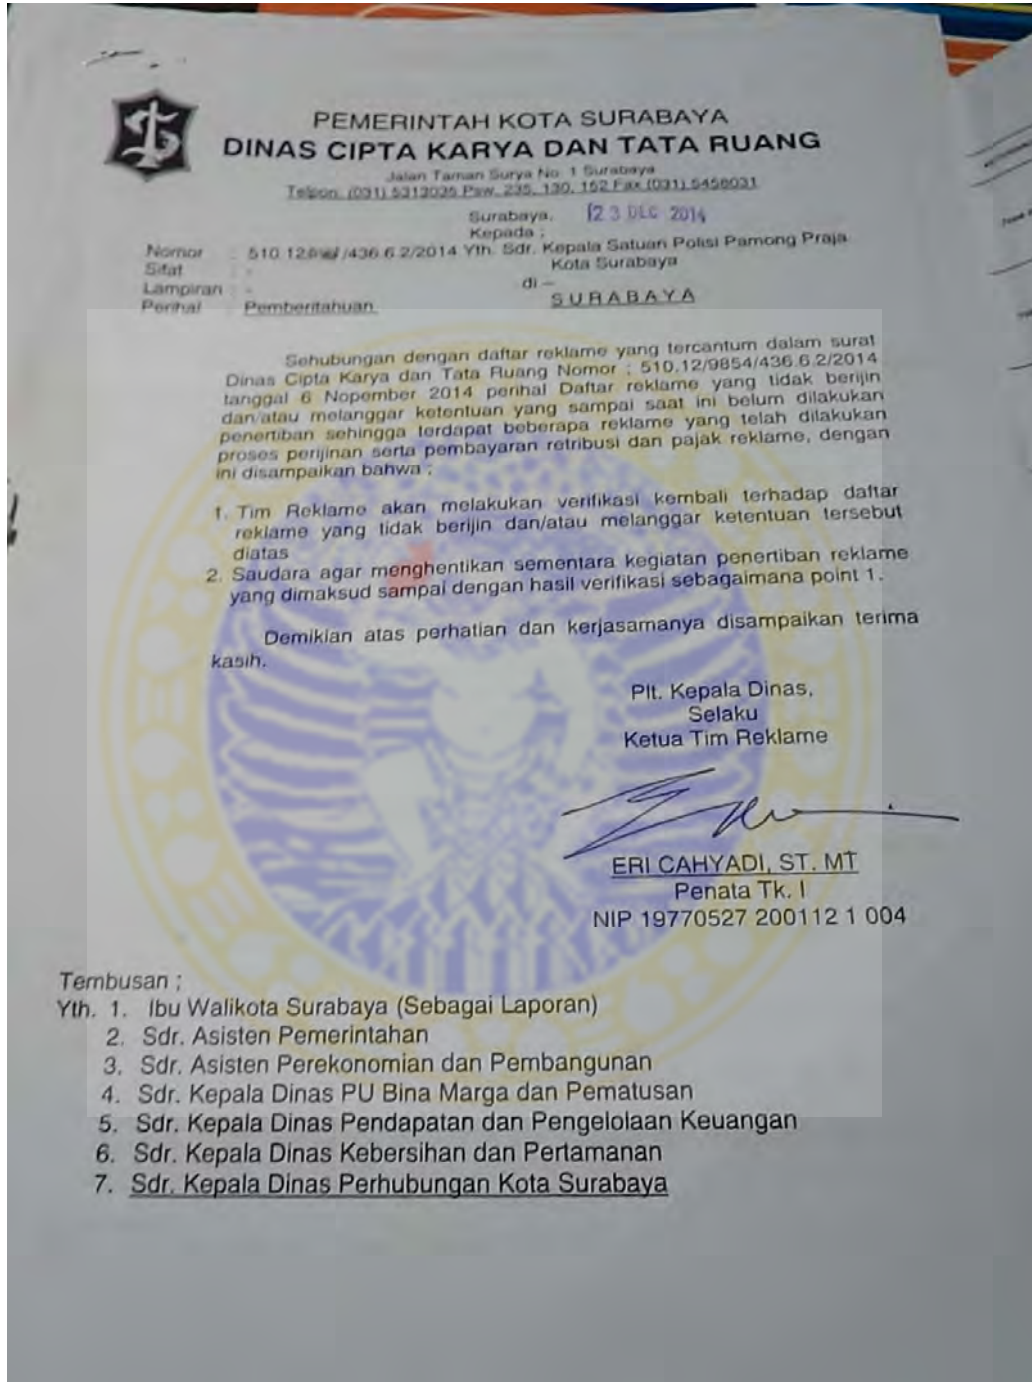 PEMERINTAH KOTA SURABAYA
DINAS CIPTA KARYA DAN TATA RUANG
Jalan Taman Surya No. 1 Surabaya
Telpon. (031) 5313035 Psw. 235, 130, 152 Fax (031) 5456031
Surabaya, 23 DEC 2014
Kepada ;
Nomor : 510.12/ /436.6.2/2014 Yth. Sdr. Kepala Satuan Polisi Pamong Praja
Sifat : - Kota Surabaya
Lampiran : - di –
Perihal : Pemberitahuan. SURABAYA
Sehubungan dengan daftar reklame yang tercantum dalam surat
Dinas Cipta Karya dan Tata Ruang Nomor : 510.12/9854/436.6.2/2014
tanggal 6 Nopember 2014 perihal Daftar reklame yang tidak berijin
dan/atau melanggar ketentuan yang sampai saat ini belum dilakukan
penertiban sehingga terdapat beberapa reklame yang telah dilakukan
proses perijinan serta pembayaran retribusi dan pajak reklame, dengan
ini disampaikan bahwa :
1. Tim Reklame akan melakukan verifikasi kembali terhadap daftar
reklame yang tidak berijin dan/atau melanggar ketentuan tersebut
diatas
2. Saudara agar menghentikan sementara kegiatan penertiban reklame
yang dimaksud sampai dengan hasil verifikasi sebagaimana point 1.
Demikian atas perhatian dan kerjasamanya disampaikan terima
kasih.
Plt. Kepala Dinas,
Selaku
Ketua Tim Reklame
ERI CAHYADI, ST. MT
Penata Tk. I
NIP 19770527 200112 1 004
Tembusan ;
Yth. 1. Ibu Walikota Surabaya (Sebagai Laporan)
2. Sdr. Asisten Pemerintahan
3. Sdr. Asisten Perekonomian dan Pembangunan
4. Sdr. Kepala Dinas PU Bina Marga dan Pematusan
5. Sdr. Kepala Dinas Pendapatan dan Pengelolaan Keuangan
6. Sdr. Kepala Dinas Kebersihan dan Pertamanan
7. Sdr. Kepala Dinas Perhubungan Kota Surabaya